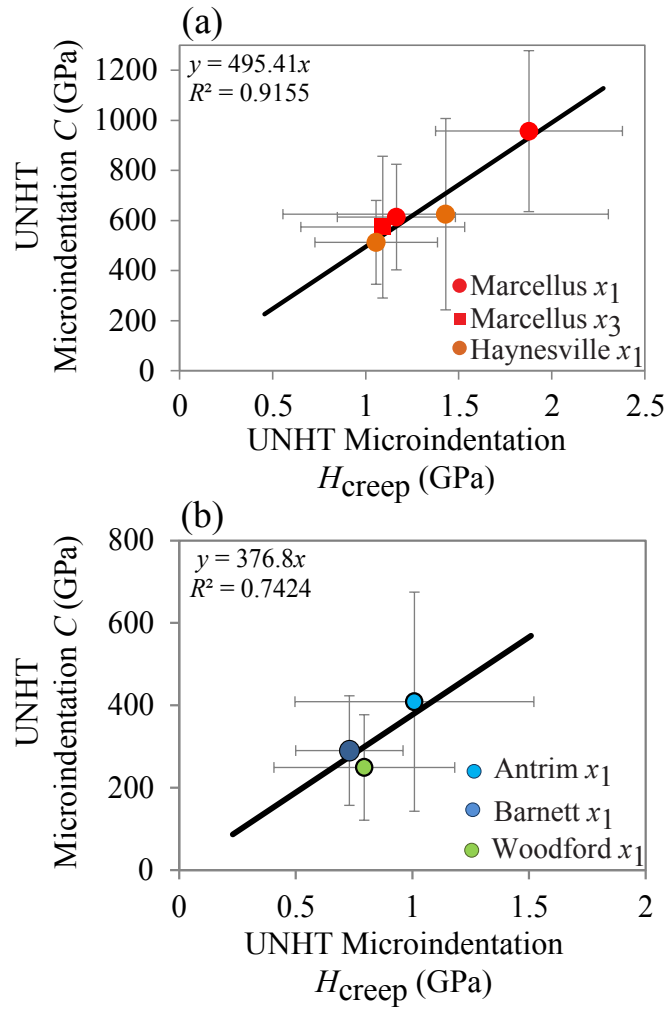 (a)
y = 495.41x
R² = 0.9155
UNHT
Microindentation C (GPa)
1200
1000
800
600
400
200
0
Marcellus x1
Marcellus x3
Haynesville x1
0 0.5 1 1.5 2 2.5
UNHT Microindentation
Hcreep (GPa)
(b)
y = 376.8x
R² = 0.7424
UNHT
Microindentation C (GPa)
800
600
400
200
0
Antrim x1
Barnett x1
Woodford x1
0 0.5 1 1.5 2
UNHT Microindentation
Hcreep (GPa)